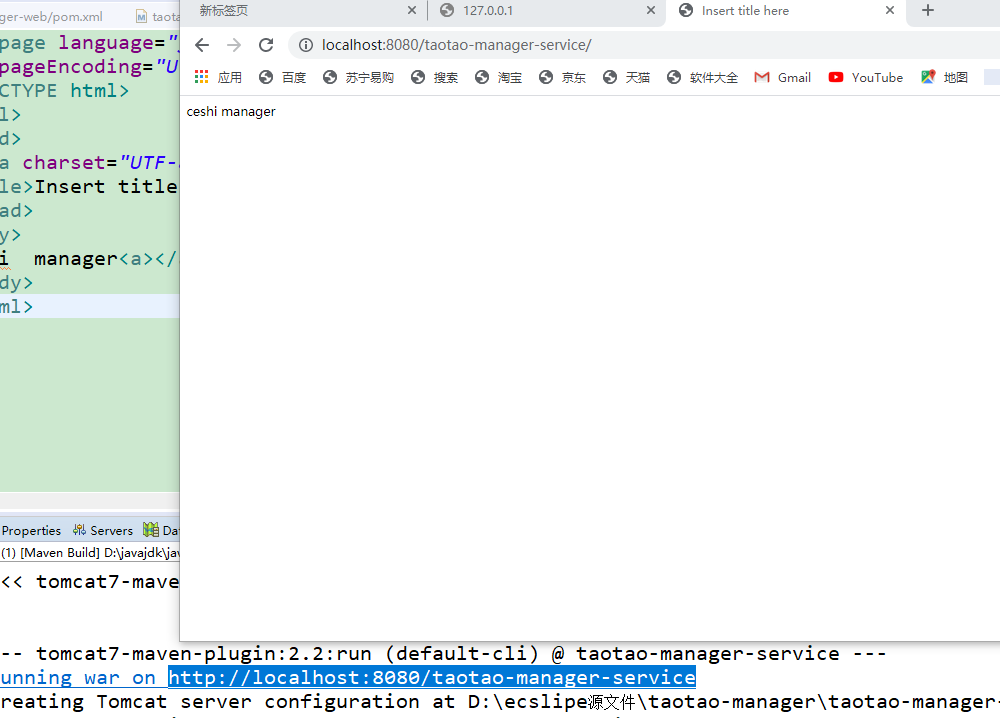 ger-web/pom.xml taota
新标签页 127.0.0.1 Insert title here
localhost:8080/taotao-manager-service/
应用 百度 苏宁易购 搜索 淘宝 京东 天猫 软件大全 Gmail YouTube 地图
ceshi manager
page language="
pageEncoding="U
CTYPE html>
l>
d>
a charset="UTF-
le>Insert title
ad>
y>
i manager<a></
dy>
ml>
Properties Servers Da
(1) [Maven Build] D:\javajdk\jav
<< tomcat7-mave
-- tomcat7-maven-plugin:2.2:run (default-cli) @ taotao-manager-service ---
unning war on http://localhost:8080/taotao-manager-service
reating Tomcat server configuration at D:\ecslipe源文件\taotao-manager\taotao-manager-